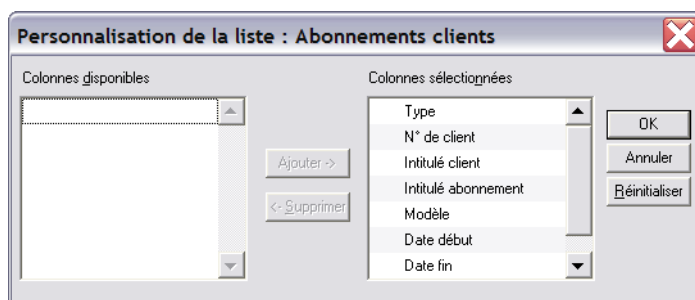 Personnalisation de la liste : Abonnements clients
Colonnes disponibles
Colonnes sélectionnées
Type
N° de client
Intitulé client
Intitulé abonnement
Modèle
Date début
Date fin
Ajouter ->
<- Supprimer
OK
Annuler
Réinitialiser